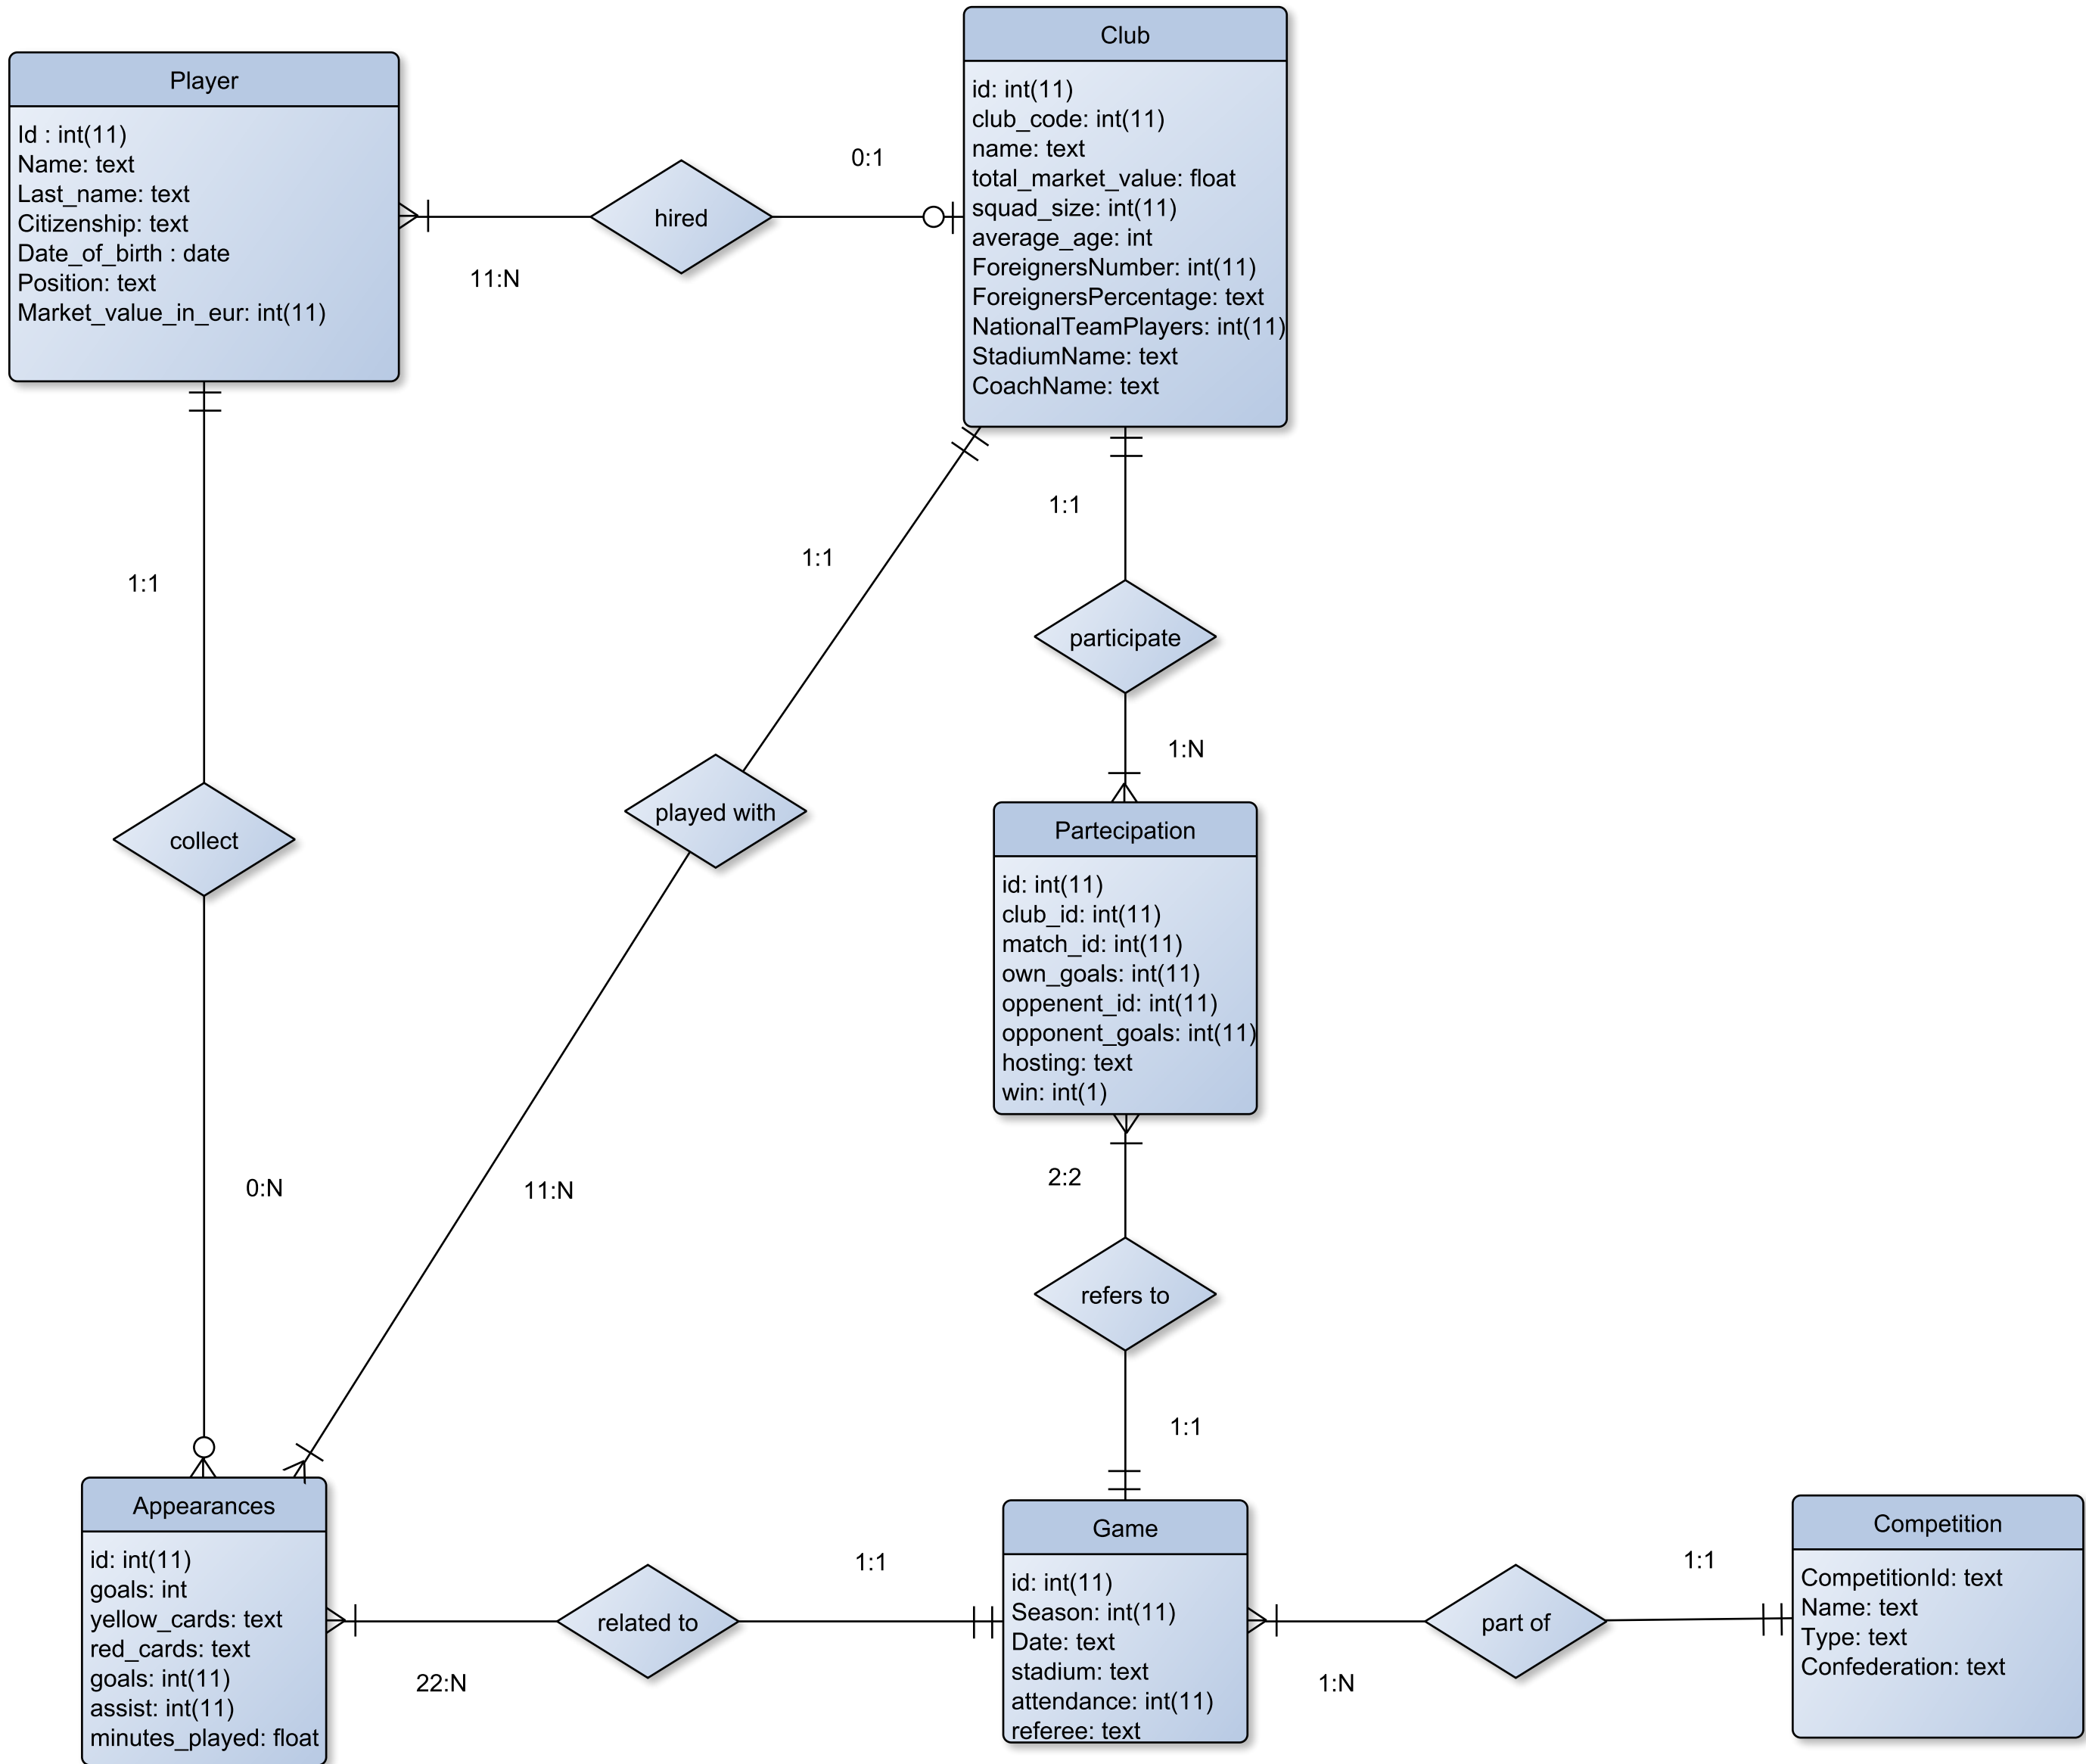 Club
id: int(11)
club_code: int(11)
name: text
total_market_value: float
squad_size: int(11)
average_age: int
ForeignersNumber: int(11)
ForeignersPercentage: text
NationalTeamPlayers: int(11)
StadiumName: text
CoachName: text
Player
Id : int(11)
Name: text
Last_name: text
Citizenship: text
Date_of_birth : date
Position: text
Market_value_in_eur: int(11)
0:1
hired
11:N
1:1
1:1
1:1
participate
1:N
played with
collect
Partecipation
id: int(11)
club_id: int(11)
match_id: int(11)
own_goals: int(11)
oppenent_id: int(11)
opponent_goals: int(11)
hosting: text
win: int(1)
2:2
0:N
11:N
refers to
1:1
Appearances
id: int(11)
goals: int
yellow_cards: text
red_cards: text
goals: int(11)
assist: int(11)
minutes_played: float
1:1
related to
22:N
Game
id: int(11)
Season: int(11)
Date: text
stadium: text
attendance: int(11)
referee: text
1:1
part of
1:N
Competition
CompetitionId: text
Name: text
Type: text
Confederation: text